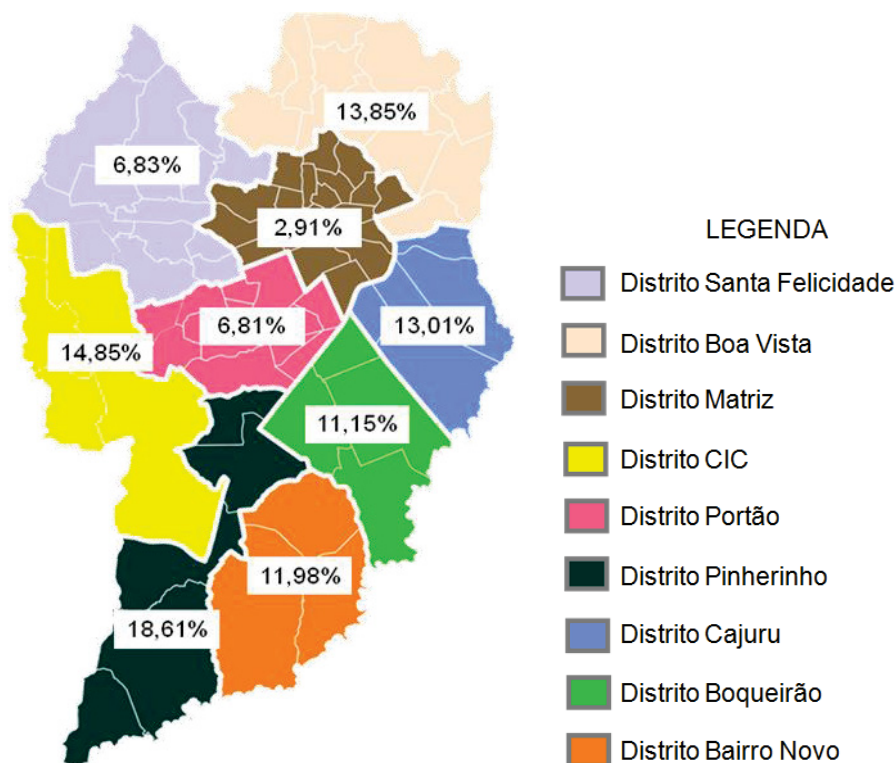 13,85%
6,83%
2,91%
6,81%
13,01%
14,85%
11,15%
11,98%
18,61%
LEGENDA
Distrito Santa Felicidade
Distrito Boa Vista
Distrito Matriz
Distrito CIC
Distrito Portão
Distrito Pinherinho
Distrito Cajuru
Distrito Boqueirão
Distrito Bairro Novo